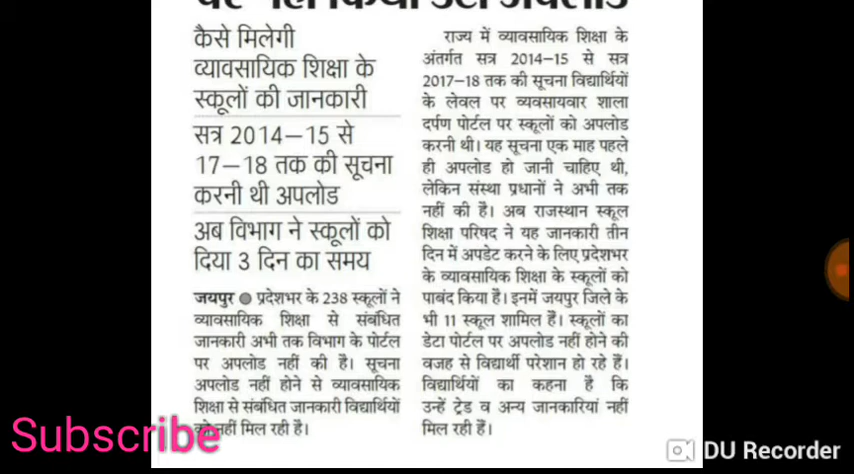 कैसे मिलेगी
व्यावसायिक शिक्षा के
स्कूलों की जानकारी
सत्र 2014–15 से
17–18 तक की सूचना
करनी थी अपलोड
अब विभाग ने स्कूलों को
दिया 3 दिन का समय
जयपुर ● प्रदेशभर के 238 स्कूलों ने
व्यावसायिक शिक्षा से संबंधित
जानकारी अभी तक विभाग के पोर्टल
पर अपलोड नहीं की है। सूचना
अपलोड नहीं होने से व्यावसायिक
शिक्षा से संबंधित जानकारी विद्यार्थियों
को नहीं मिल रही है।
राज्य में व्यावसायिक शिक्षा के
अंतर्गत सत्र 2014–15 से सत्र
2017–18 तक की सूचना विद्यार्थियों
के लेवल पर व्यवसायवार शाला
दर्पण पोर्टल पर स्कूलों को अपलोड
करनी थी। यह सूचना एक माह पहले
ही अपलोड हो जानी चाहिए थी,
लेकिन संस्था प्रधानों ने अभी तक
नहीं की है। अब राजस्थान स्कूल
शिक्षा परिषद ने यह जानकारी तीन
दिन में अपडेट करने के लिए प्रदेशभर
के व्यावसायिक शिक्षा के स्कूलों को
पाबंद किया है। इनमें जयपुर जिले के
भी 11 स्कूल शामिल हैं। स्कूलों का
डेटा पोर्टल पर अपलोड नहीं होने की
वजह से विद्यार्थी परेशान हो रहे हैं।
विद्यार्थियों का कहना है कि
उन्हें ट्रेड व अन्य जानकारियां नहीं
मिल रही हैं।
Subscribe
DU Recorder